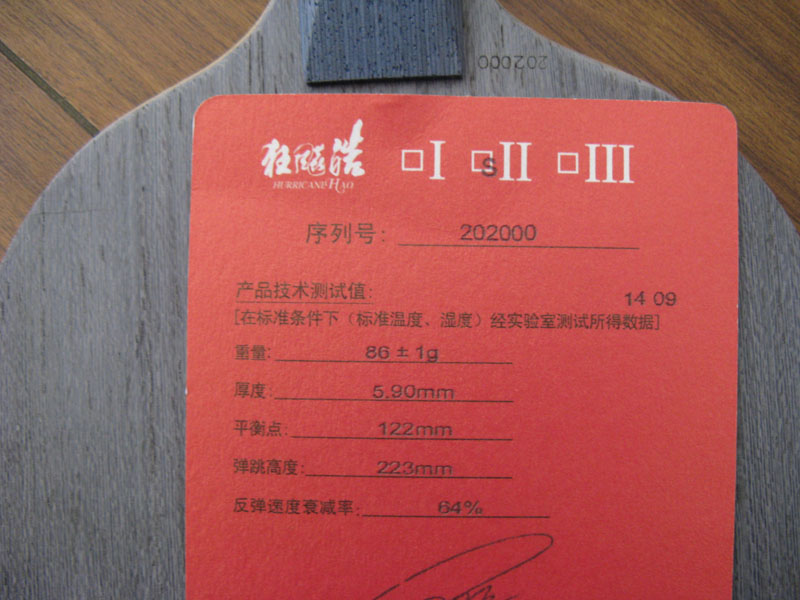 202000
狂飚皓 □I □SII □III
HURRICANE HAO
序列号: 202000
产品技术测试值: 14 09
[在标准条件下（标准温度、湿度）经实验室测试所得数据]
重量: 86 ± 1g
厚度: 5.90mm
平衡点: 122mm
弹跳高度: 223mm
反弹速度衰减率: 64%